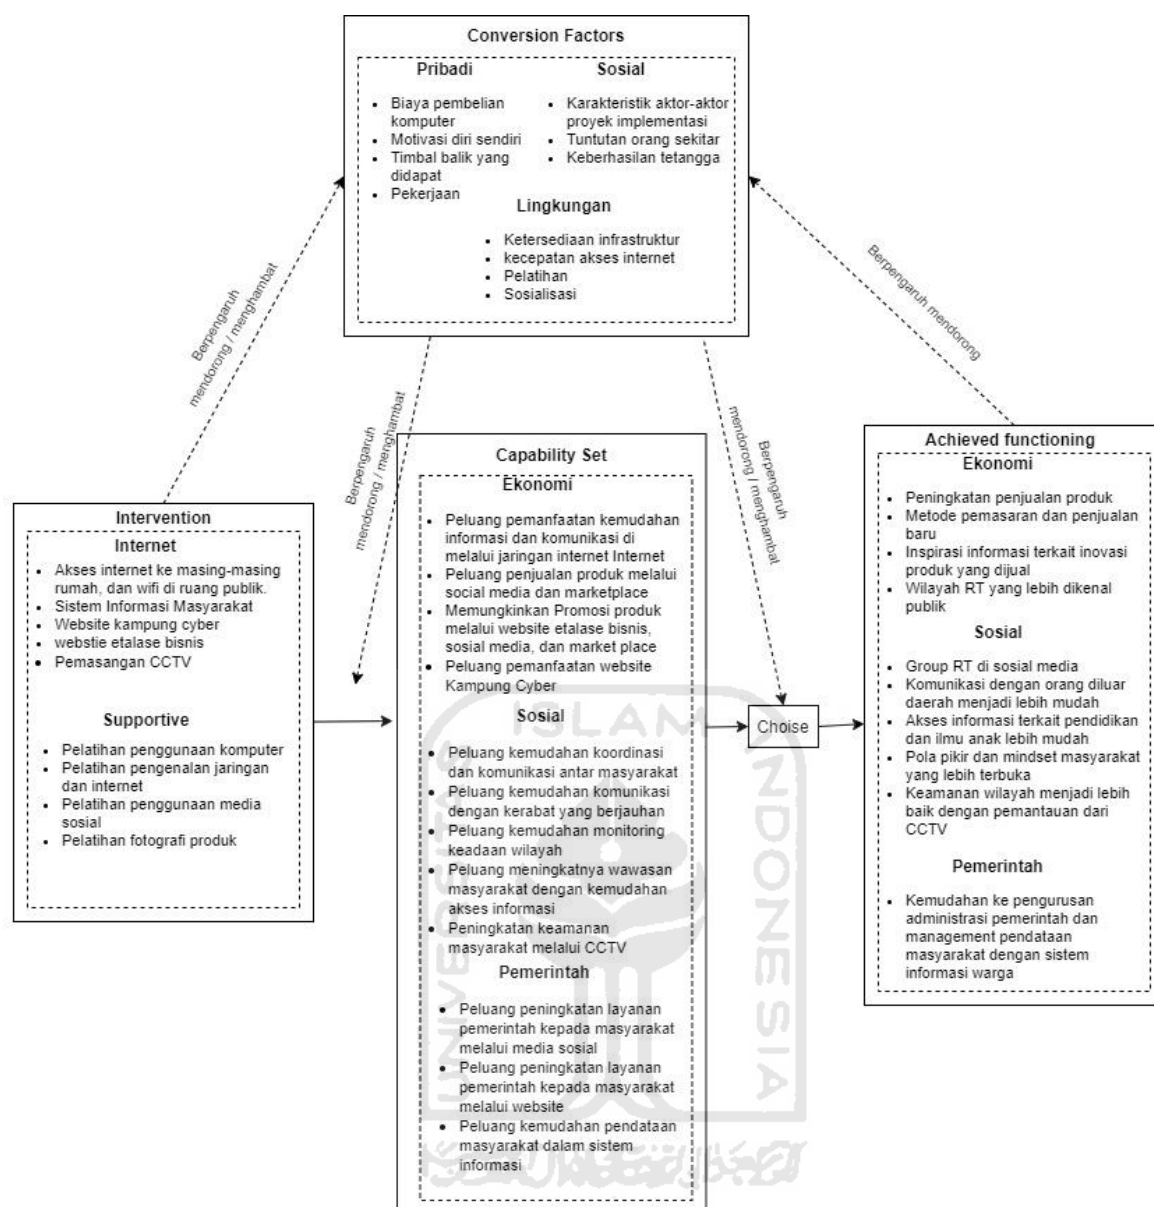 Conversion Factors
Pribadi
Biaya pembelian
komputer
Motivasi diri sendiri
Timbal balik yang
didapat
Pekerjaan
Sosial
Karakteristik aktor-aktor
proyek implementasi
Tuntutan orang sekitar
Keberhasilan tetangga
Lingkungan
Ketersediaan infrastruktur
kecepatan akses internet
Pelatihan
Sosialisasi
Berpengaruh
mendorong / menghambat
Berpengaruh
mendorong / menghambat
Berpengaruh
mendorong / menghambat
Berpengaruh mendorong
Intervention
Internet
Akses internet ke masing-masing
rumah, dan wifi di ruang publik.
Sistem Informasi Masyarakat
Website kampung cyber
webstie etalase bisnis
Pemasangan CCTV
Supportive
Pelatihan penggunaan komputer
Pelatihan pengenalan jaringan
dan internet
Pelatihan penggunaan media
sosial
Pelatihan fotografi produk
Capability Set
Ekonomi
Peluang pemanfaatan kemudahan
informasi dan komunikasi di
melalui jaringan internet Internet
Peluang penjualan produk melalui
social media dan marketplace
Memungkinkan Promosi produk
melalui website etalase bisnis,
sosial media, dan market place
Peluang pemanfaatan website
Kampung Cyber
Sosial
Peluang kemudahan koordinasi
dan komunikasi antar masyarakat
Peluang kemudahan komunikasi
dengan kerabat yang berjauhan
Peluang kemudahan monitoring
keadaan wilayah
Peluang meningkatnya wawasan
masyarakat dengan kemudahan
akses informasi
Peningkatan keamanan
masyarakat melalui CCTV
Pemerintah
Peluang peningkatan layanan
pemerintah kepada masyarakat
melalui media sosial
Peluang peningkatan layanan
pemerintah kepada masyarakat
melalui website
Peluang kemudahan pendataan
masyarakat dalam sistem
informasi
Choise
Achieved functioning
Ekonomi
Peningkatan penjualan produk
Metode pemasaran dan penjualan
baru
Inspirasi informasi terkait inovasi
produk yang dijual
Wilayah RT yang lebih dikenal
publik
Sosial
Group RT di sosial media
Komunikasi dengan orang diluar
daerah menjadi lebih mudah
Akses informasi terkait pendidikan
dan ilmu anak lebih mudah
Pola pikir dan mindset masyarakat
yang lebih terbuka
Keamanan wilayah menjadi lebih
baik dengan pemantauan dari
CCTV
Pemerintah
Kemudahan ke pengurusan
administrasi pemerintah dan
management pendataan
masyarakat dengan sistem
informasi warga
UNIVERSITAS
ISLAM
INDONESIA